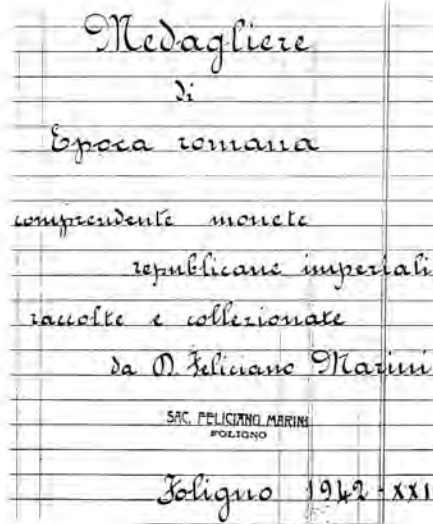 Medagliere
di
Epoca romana
comprendente monete
republicane imperiali
raccolte e collezionate
da D. Feliciano Marini
SAC. FELICIANO MARINI
FOLIGNO
Foligno 1942-XXI